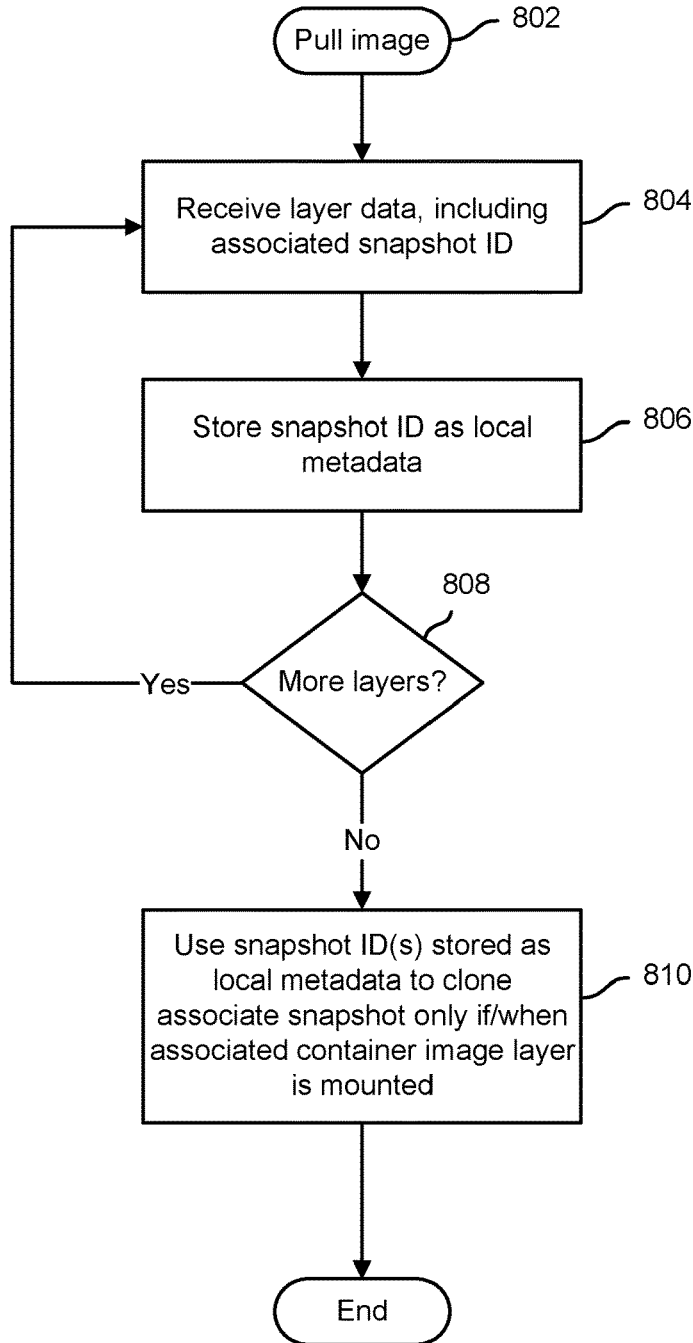 Pull image
802
Receive layer data, including
associated snapshot ID
804
Store snapshot ID as local
metadata
806
808
More layers?
Yes
No
Use snapshot ID(s) stored as
local metadata to clone
associate snapshot only if/when
associated container image layer
is mounted
810
End